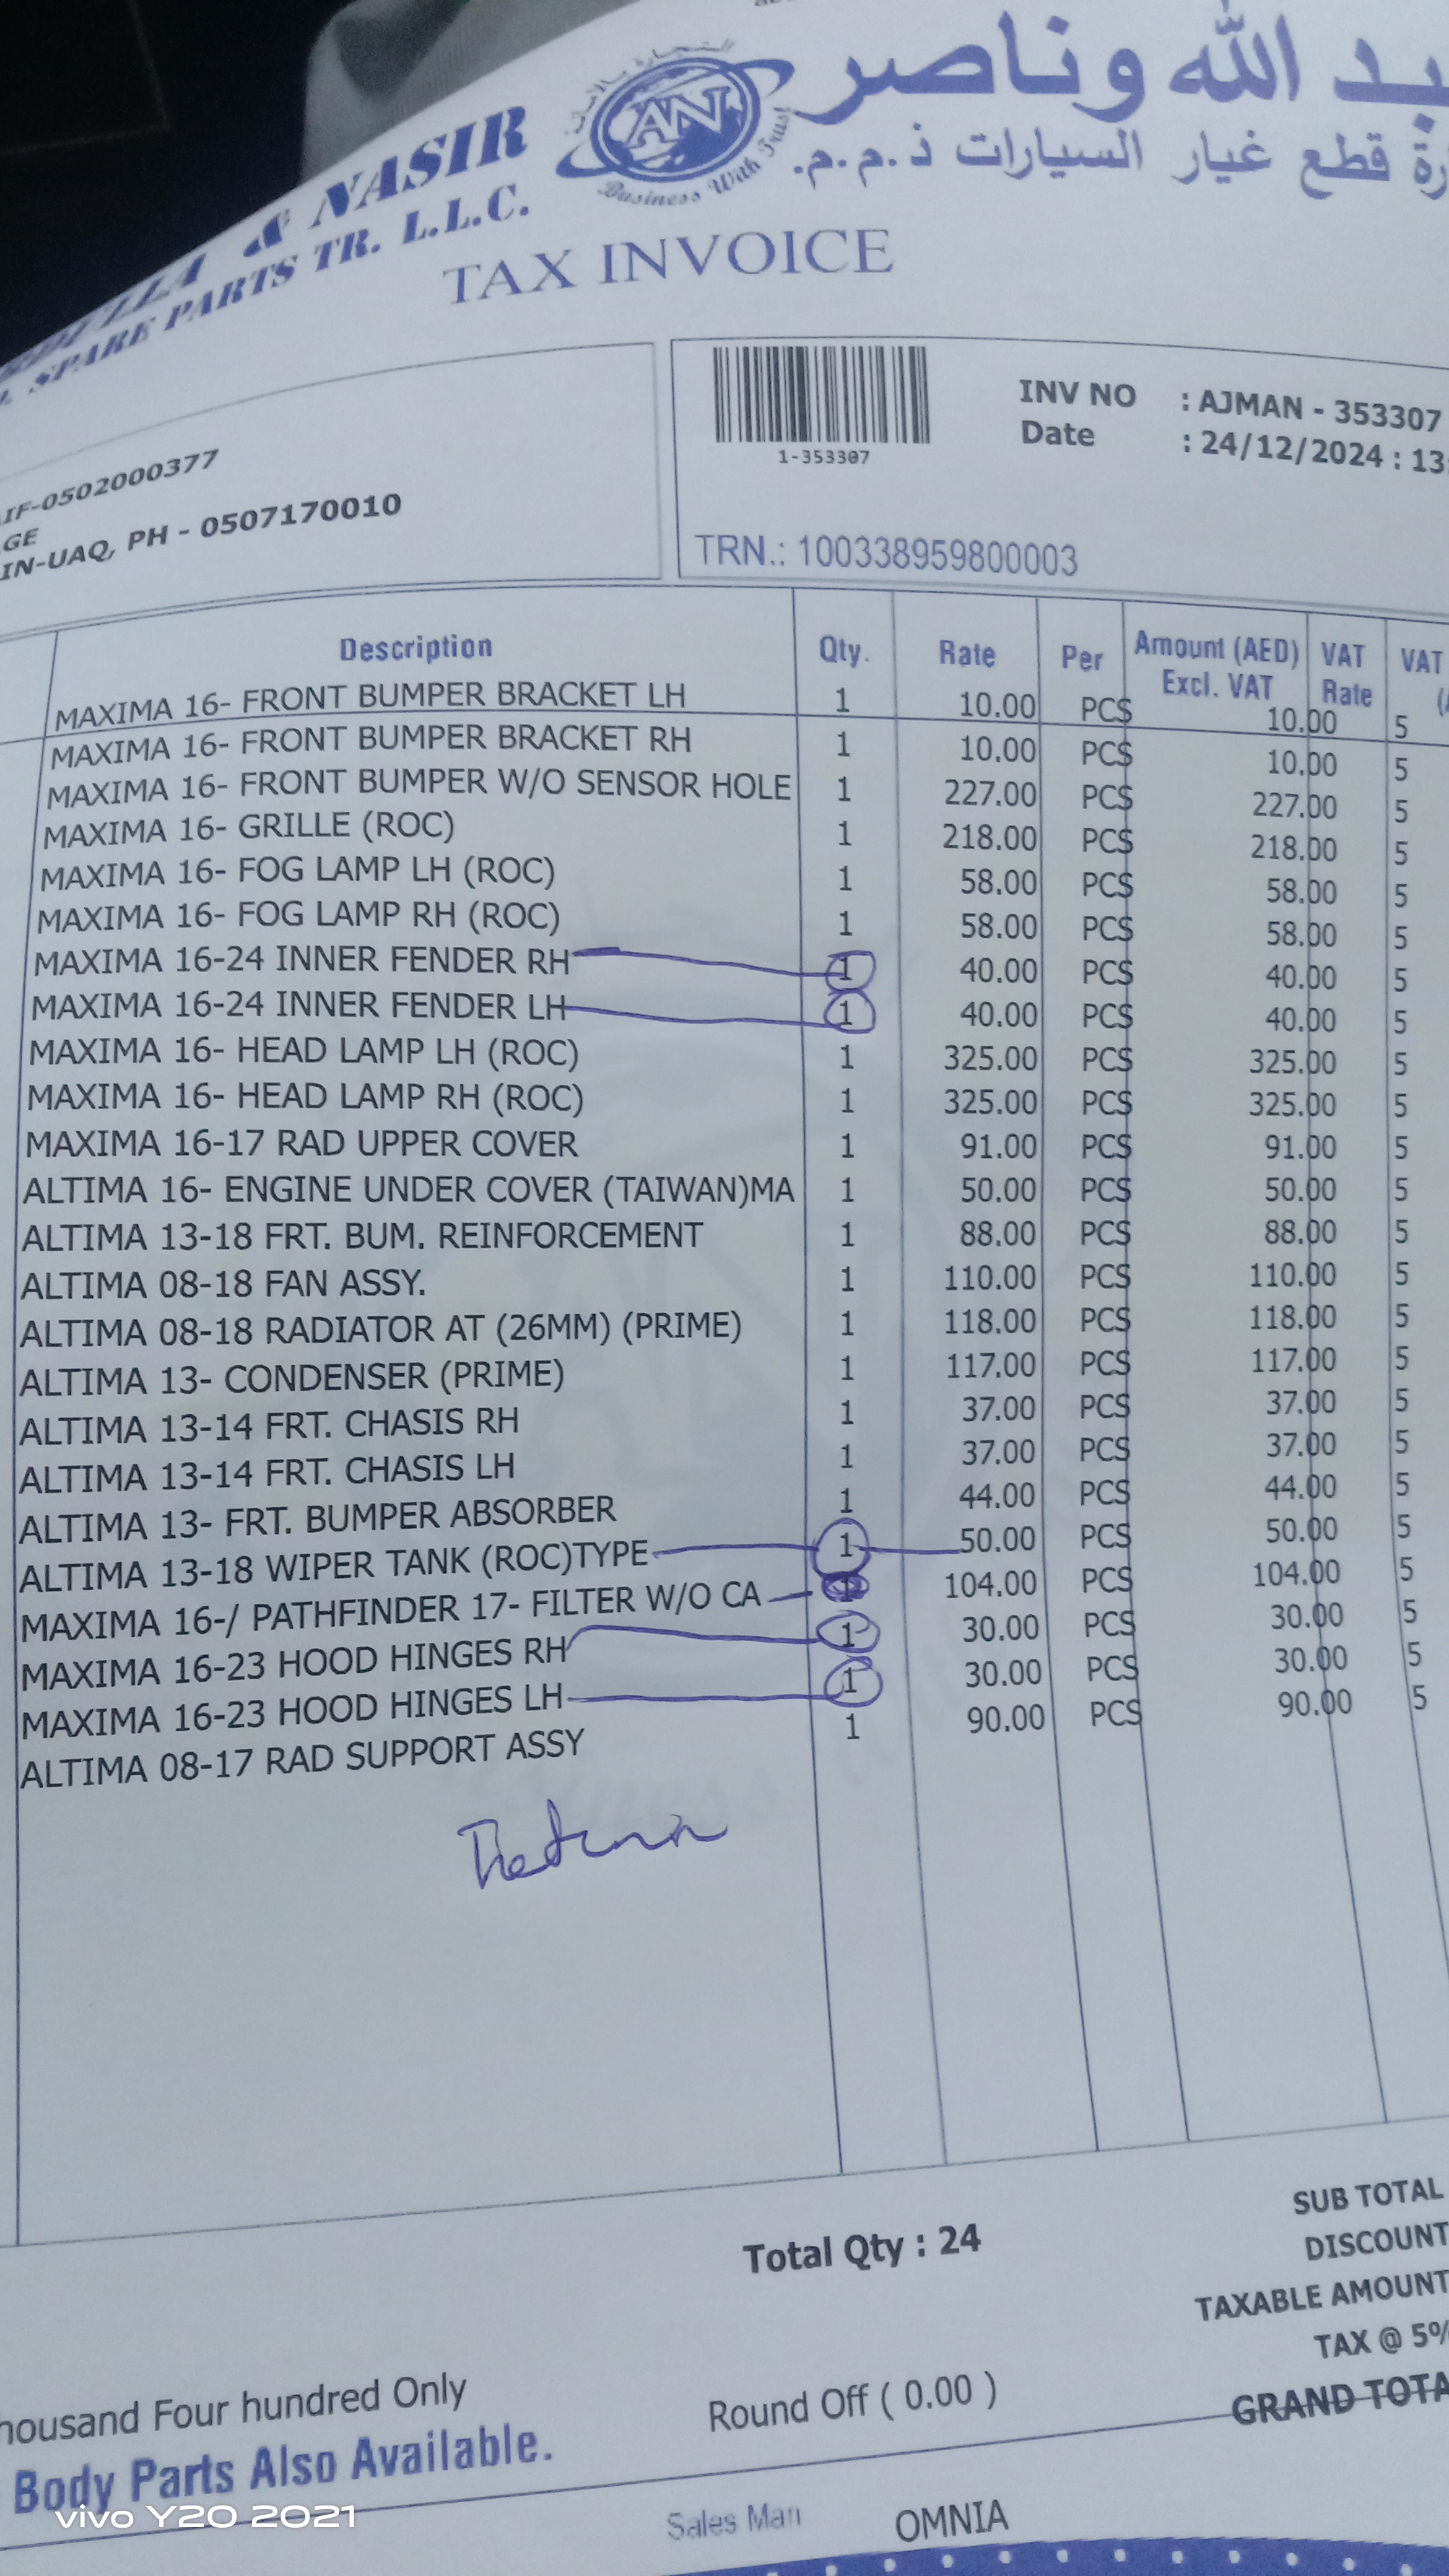 بد الله وناصر
رة قطع غيار السيارات ذ.م.م.
& NASIR
SPARE PARTS TR. L.L.C.
AN
Business With Trust
TAX INVOICE
1-353307
INV NO : AJMAN - 353307
Date : 24/12/2024 : 13:
IF-0502000377
GE
IN-UAQ, PH - 0507170010
TRN.: 100338959800003
Description Qty. Rate Per Amount (AED) Excl. VAT VAT Rate VAT
MAXIMA 16- FRONT BUMPER BRACKET LH 1 10.00 PCS 10.00 5
MAXIMA 16- FRONT BUMPER BRACKET RH 1 10.00 PCS 10.00 5
MAXIMA 16- FRONT BUMPER W/O SENSOR HOLE 1 227.00 PCS 227.00 5
MAXIMA 16- GRILLE (ROC) 1 218.00 PCS 218.00 5
MAXIMA 16- FOG LAMP LH (ROC) 1 58.00 PCS 58.00 5
MAXIMA 16- FOG LAMP RH (ROC) 1 58.00 PCS 58.00 5
MAXIMA 16-24 INNER FENDER RH 1 40.00 PCS 40.00 5
MAXIMA 16-24 INNER FENDER LH 1 40.00 PCS 40.00 5
MAXIMA 16- HEAD LAMP LH (ROC) 1 325.00 PCS 325.00 5
MAXIMA 16- HEAD LAMP RH (ROC) 1 325.00 PCS 325.00 5
MAXIMA 16-17 RAD UPPER COVER 1 91.00 PCS 91.00 5
ALTIMA 16- ENGINE UNDER COVER (TAIWAN)MA 1 50.00 PCS 50.00 5
ALTIMA 13-18 FRT. BUM. REINFORCEMENT 1 88.00 PCS 88.00 5
ALTIMA 08-18 FAN ASSY. 1 110.00 PCS 110.00 5
ALTIMA 08-18 RADIATOR AT (26MM) (PRIME) 1 118.00 PCS 118.00 5
ALTIMA 13- CONDENSER (PRIME) 1 117.00 PCS 117.00 5
ALTIMA 13-14 FRT. CHASIS RH 1 37.00 PCS 37.00 5
ALTIMA 13-14 FRT. CHASIS LH 1 37.00 PCS 37.00 5
ALTIMA 13- FRT. BUMPER ABSORBER 1 44.00 PCS 44.00 5
ALTIMA 13-18 WIPER TANK (ROC)TYPE 1 50.00 PCS 50.00 5
MAXIMA 16-/ PATHFINDER 17- FILTER W/O CA 1 104.00 PCS 104.00 5
MAXIMA 16-23 HOOD HINGES RH 1 30.00 PCS 30.00 5
MAXIMA 16-23 HOOD HINGES LH 1 30.00 PCS 30.00 5
ALTIMA 08-17 RAD SUPPORT ASSY 1 90.00 PCS 90.00 5
Return
Total Qty : 24
SUB TOTAL
DISCOUNT
TAXABLE AMOUNT
TAX @ 5%
GRAND TOTA
housand Four hundred Only
Round Off ( 0.00 )
Body Parts Also Available.
Sales Man OMNIA
vivo Y20 2021